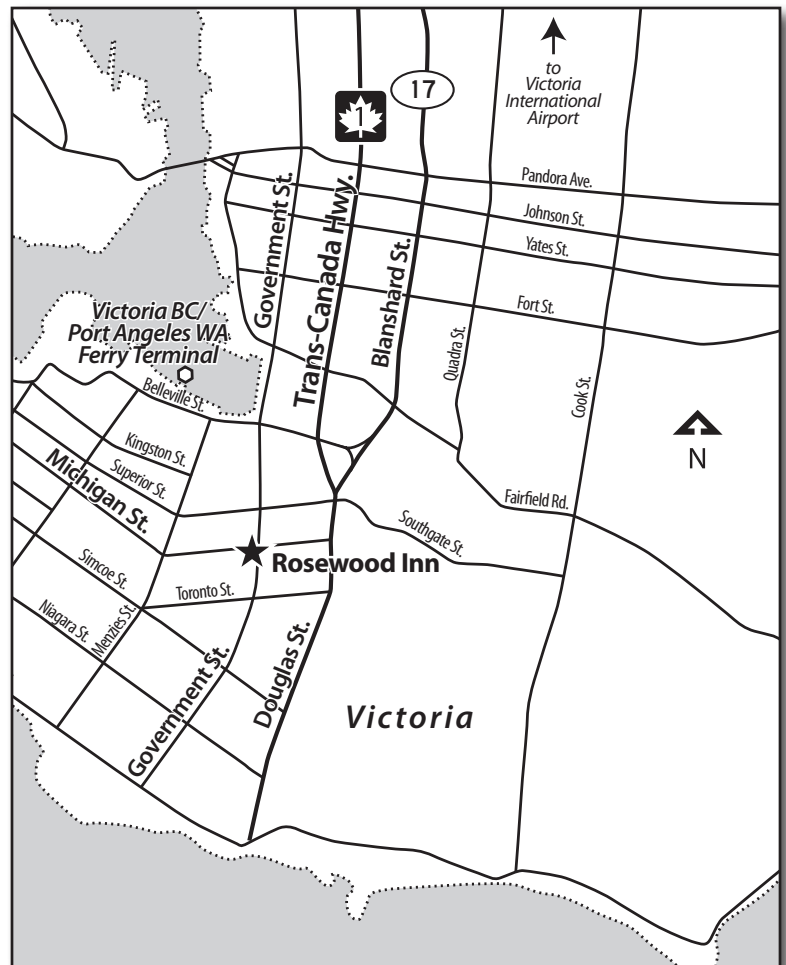 17
1
to
Victoria
International
Airport
Pandora Ave.
Johnson St.
Yates St.
Government St.
Trans-Canada Hwy.
Blanshard St.
Fort St.
Quadra St.
Cook St.
Victoria BC/
Port Angeles WA
Ferry Terminal
Belleville St.
N
Kingston St.
Superior St.
Michigan St.
Fairfield Rd.
Southgate St.
Rosewood Inn
Simcoe St.
Toronto St.
Niagara St.
Menzies St.
Government St.
Douglas St.
Victoria